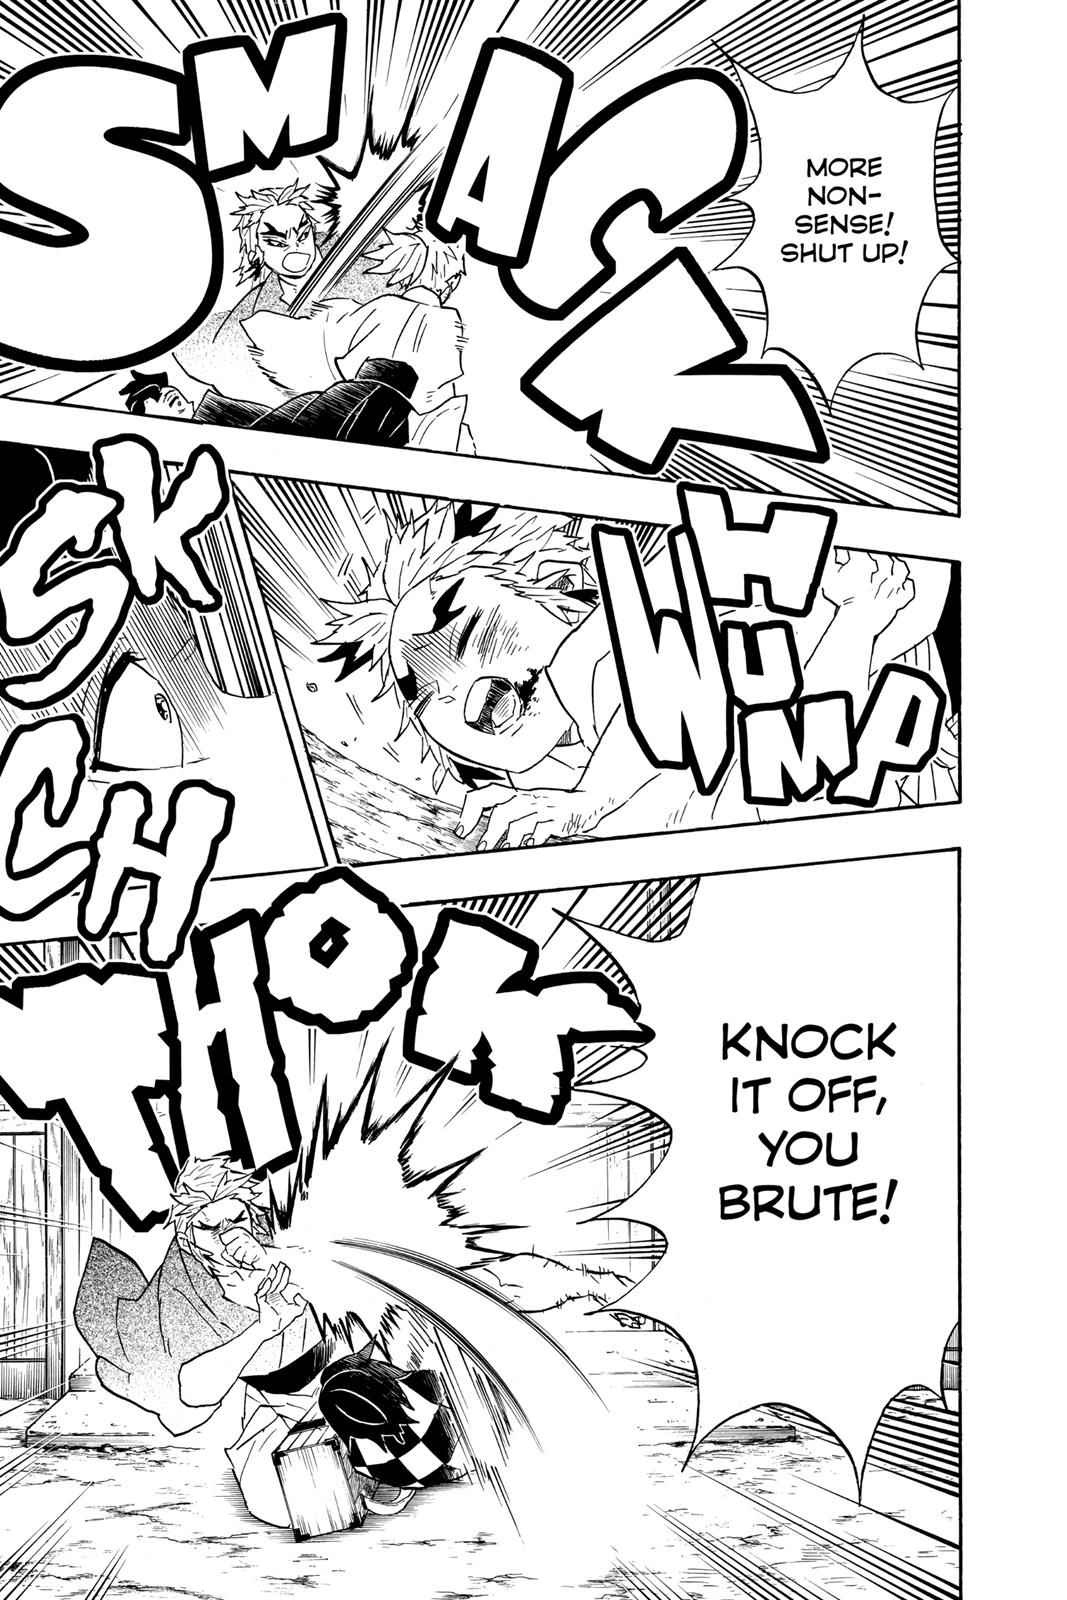 MORE
NON-
SENSE!
SHUT UP!
SMACK
WHUMP
SKCH
THOK
KNOCK
IT OFF,
YOU
BRUTE!